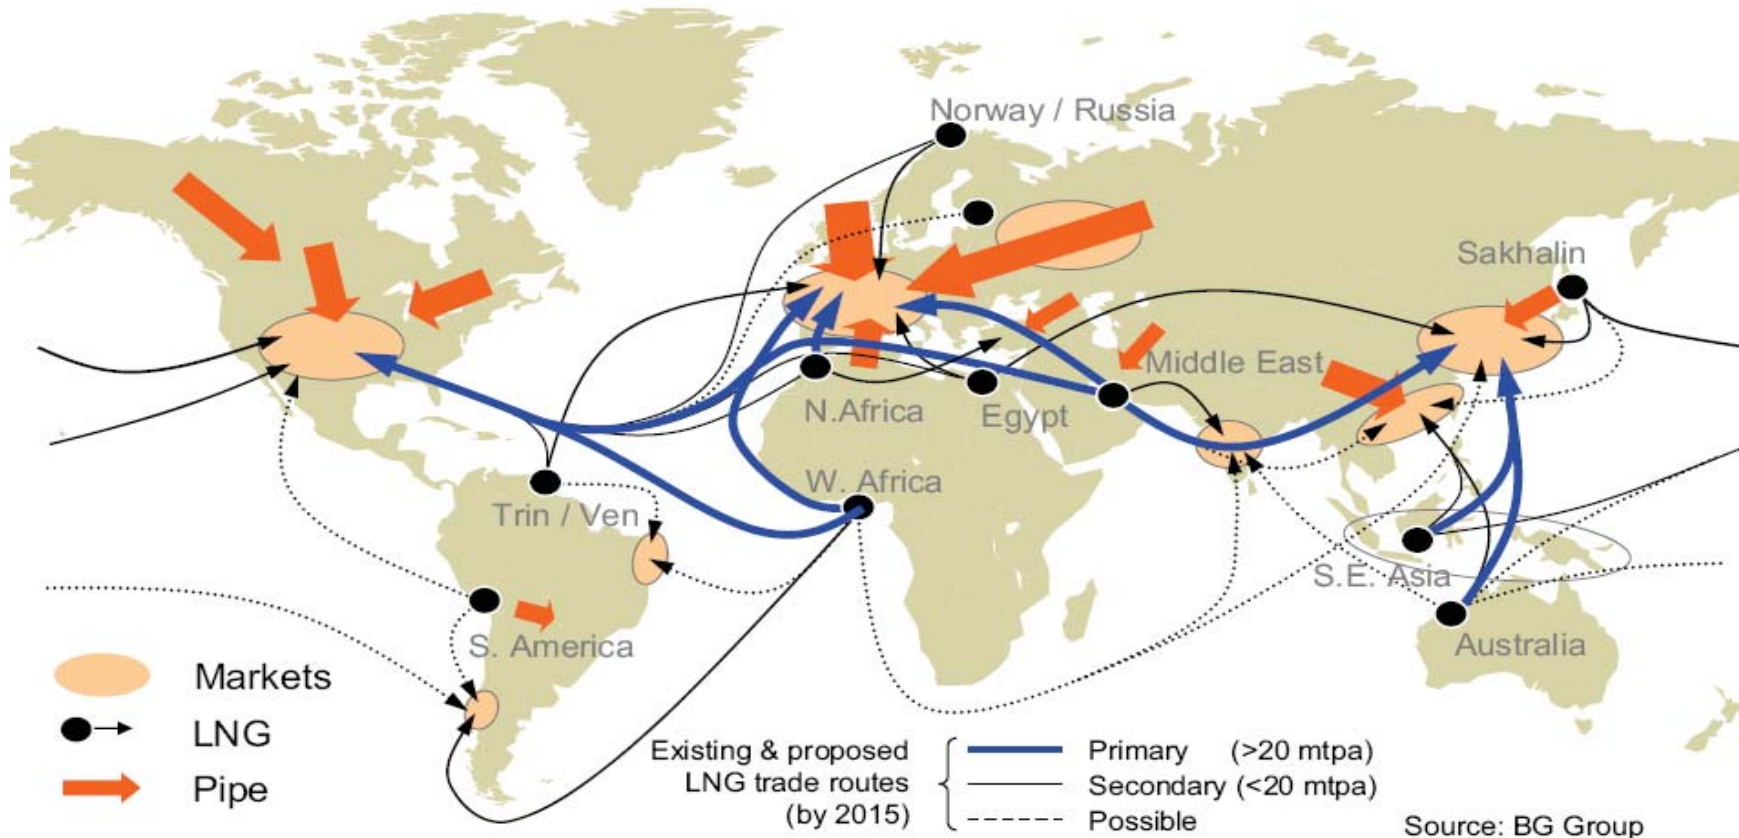 Norway / Russia
Sakhalin
Middle East
N.Africa
Egypt
W. Africa
Trin / Ven
S.E. Asia
S. America
Australia
Markets
LNG
Pipe
Existing & proposed
LNG trade routes
(by 2015)
Primary (>20 mtpa)
Secondary (<20 mtpa)
Possible
Source: BG Group